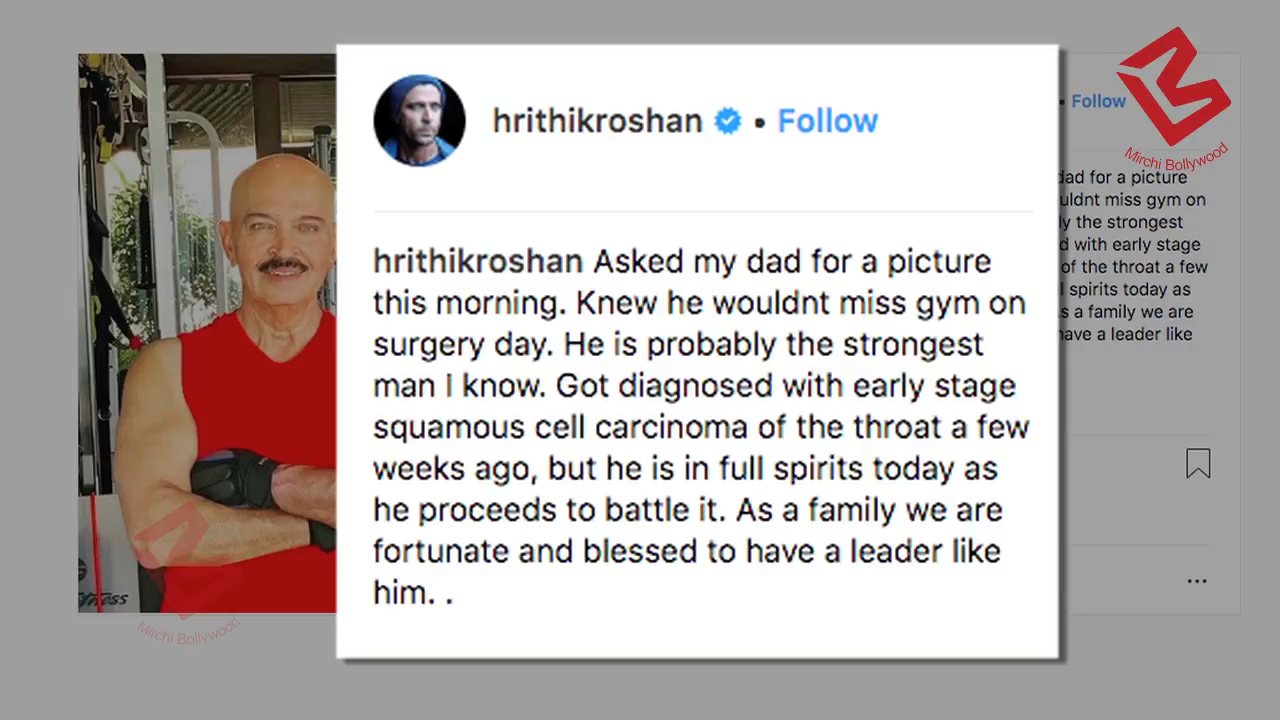 hrithikroshan • Follow
hrithikroshan Asked my dad for a picture
this morning. Knew he wouldnt miss gym on
surgery day. He is probably the strongest
man I know. Got diagnosed with early stage
squamous cell carcinoma of the throat a few
weeks ago, but he is in full spirits today as
he proceeds to battle it. As a family we are
fortunate and blessed to have a leader like
him. .
• Follow
Mirchi Bollywood
dad for a picture
miss gym on
the strongest
with early stage
of the throat a few
spirits today as
as a family we are
have a leader like
Mirchi Bollywood